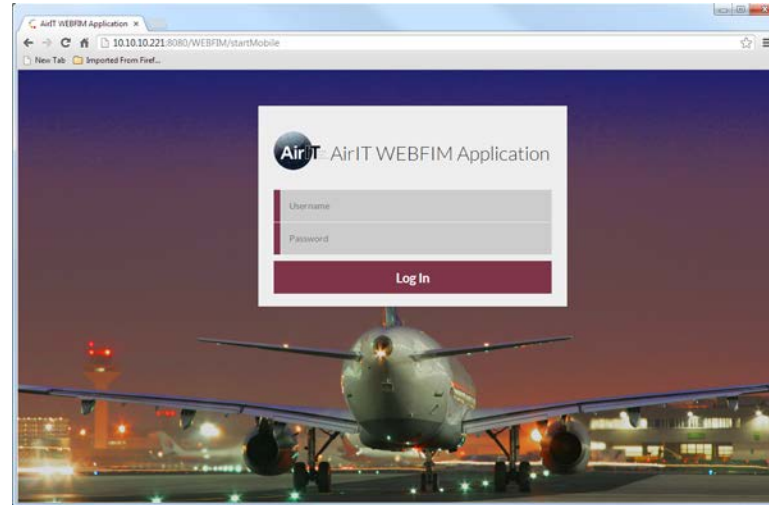 AirIT WEBFIM Application
10.10.10.221:8080/WEBFIM/startMobile
New Tab Imported From Firef...
AirIT AirIT WEBFIM Application
Username
Password
Log In